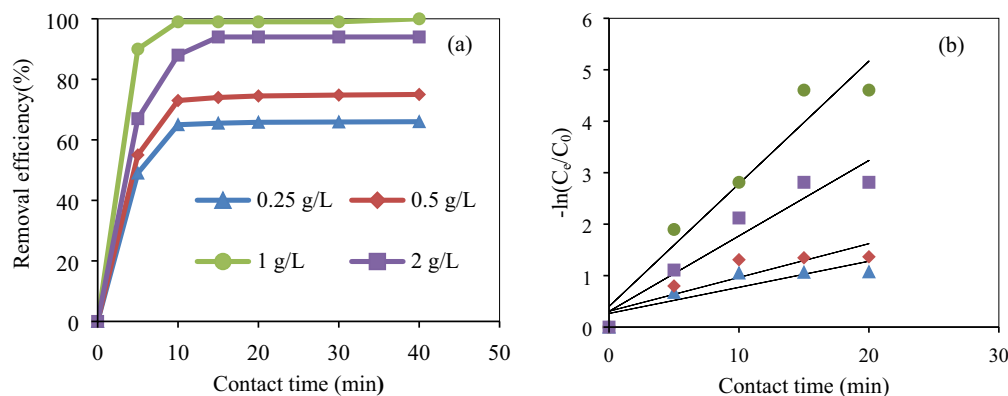 (a)
Removal efficiency(%)
100
80
60
40
20
0
0.25 g/L
0.5 g/L
1 g/L
2 g/L
0 10 20 30 40 50
Contact time (min)
(b)
-ln(Ce/C0)
6
5
4
3
2
1
0
0 10 20 30
Contact time (min)